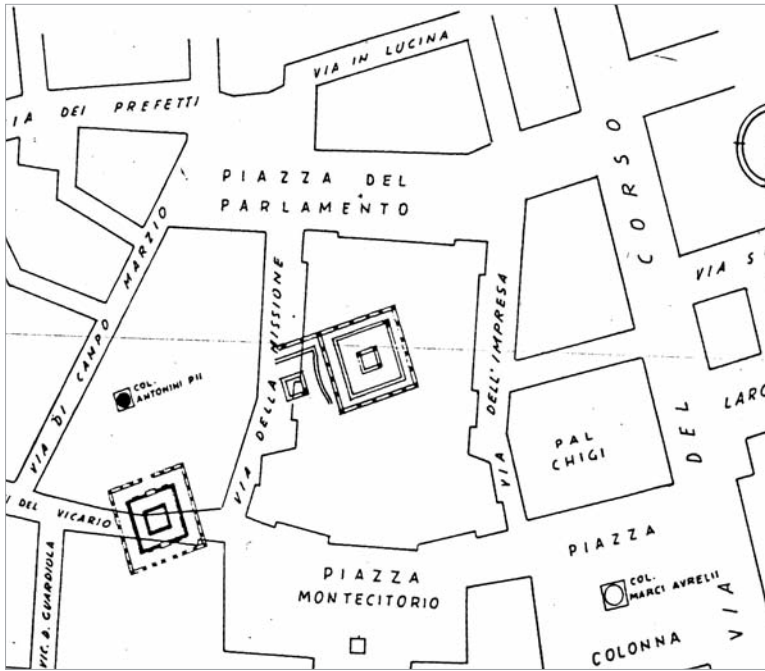 VIA IN LUCINA
IA DEI PREFETTI
PIAZZA DEL
PARLAMENTO
CORSO
VIA DI CAMPO MARZIO
VIA DELLA MISSIONE
VIA DELL'IMPRESA
VIA S
COL.
ANTONINI PII
PAL
CHIGI
DEL
LARG
I DEL VICARIO
VIC. D. GUARDIOLA
PIAZZA
MONTECITORIO
PIAZZA
COLONNA
COL.
MARCI AVRELII
VIA